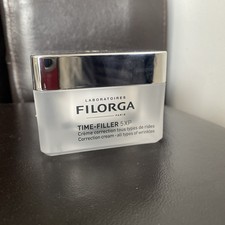 LABORATOIRES
FILORGA
PARIS
TIME-FILLER 5XP
Crème correction tous types de rides
Correction cream - all types of wrinkles